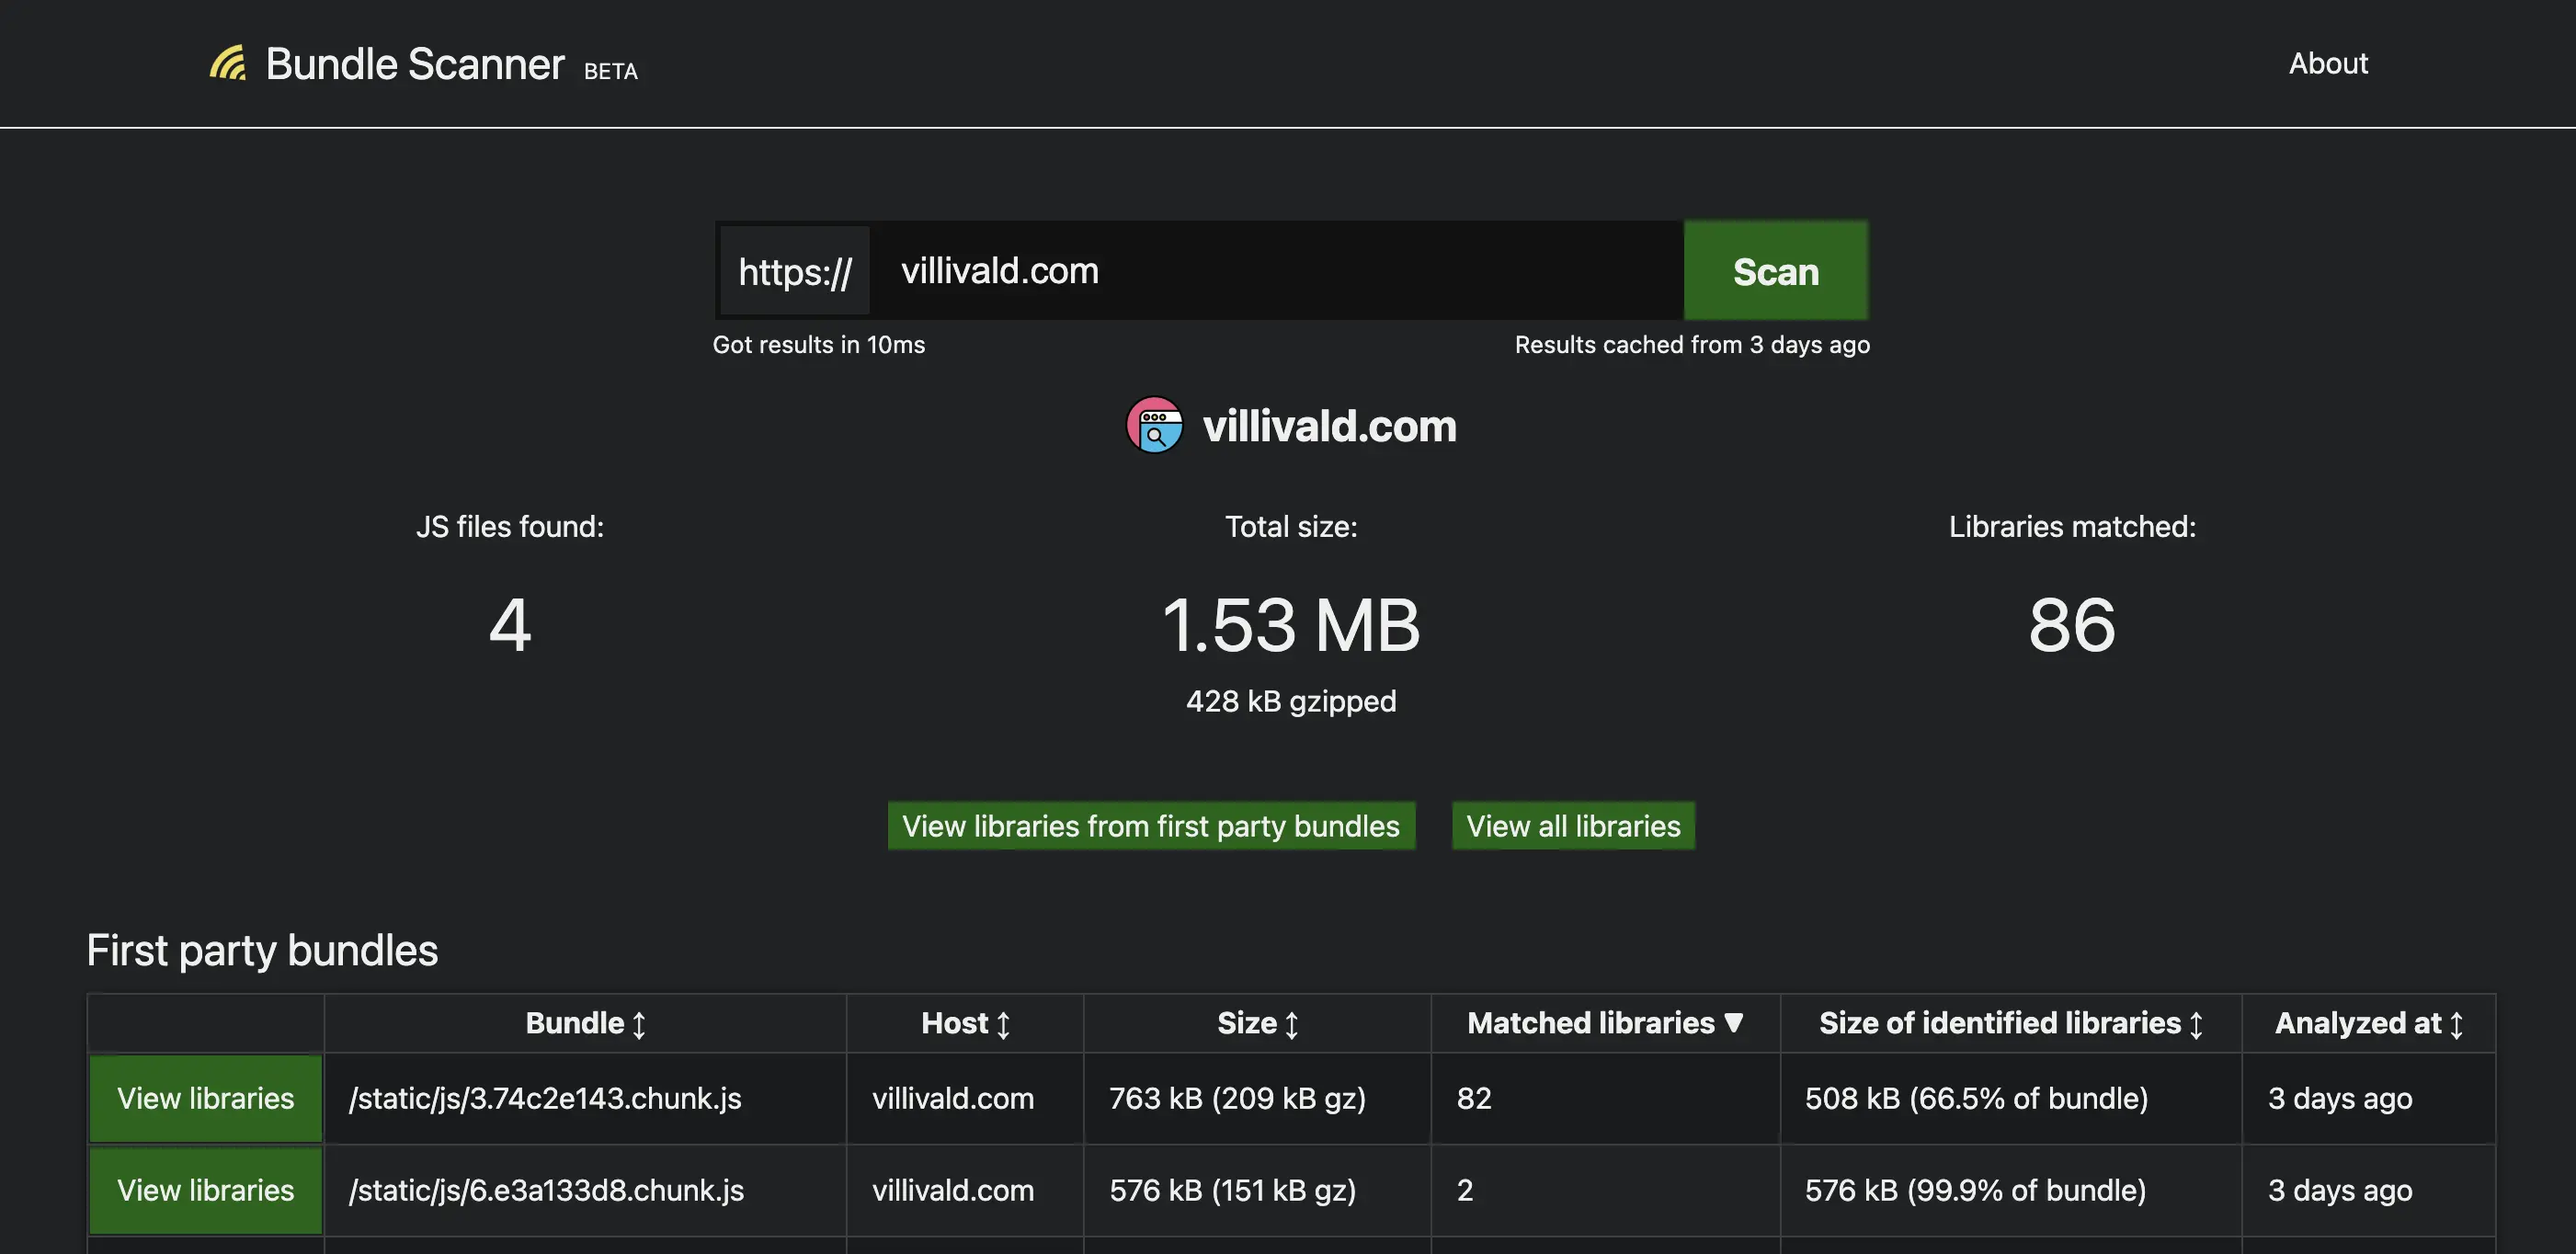 Bundle Scanner BETA
About
https://
villivald.com
Scan
Got results in 10ms
Results cached from 3 days ago
villivald.com
JS files found:
Total size:
Libraries matched:
4
1.53 MB
86
428 kB gzipped
View libraries from first party bundles
View all libraries
First party bundles
Bundle ↕ Host ↕ Size ↕ Matched libraries ▼ Size of identified libraries ↕ Analyzed at ↕
View libraries /static/js/3.74c2e143.chunk.js villivald.com 763 kB (209 kB gz) 82 508 kB (66.5% of bundle) 3 days ago
View libraries /static/js/6.e3a133d8.chunk.js villivald.com 576 kB (151 kB gz) 2 576 kB (99.9% of bundle) 3 days ago